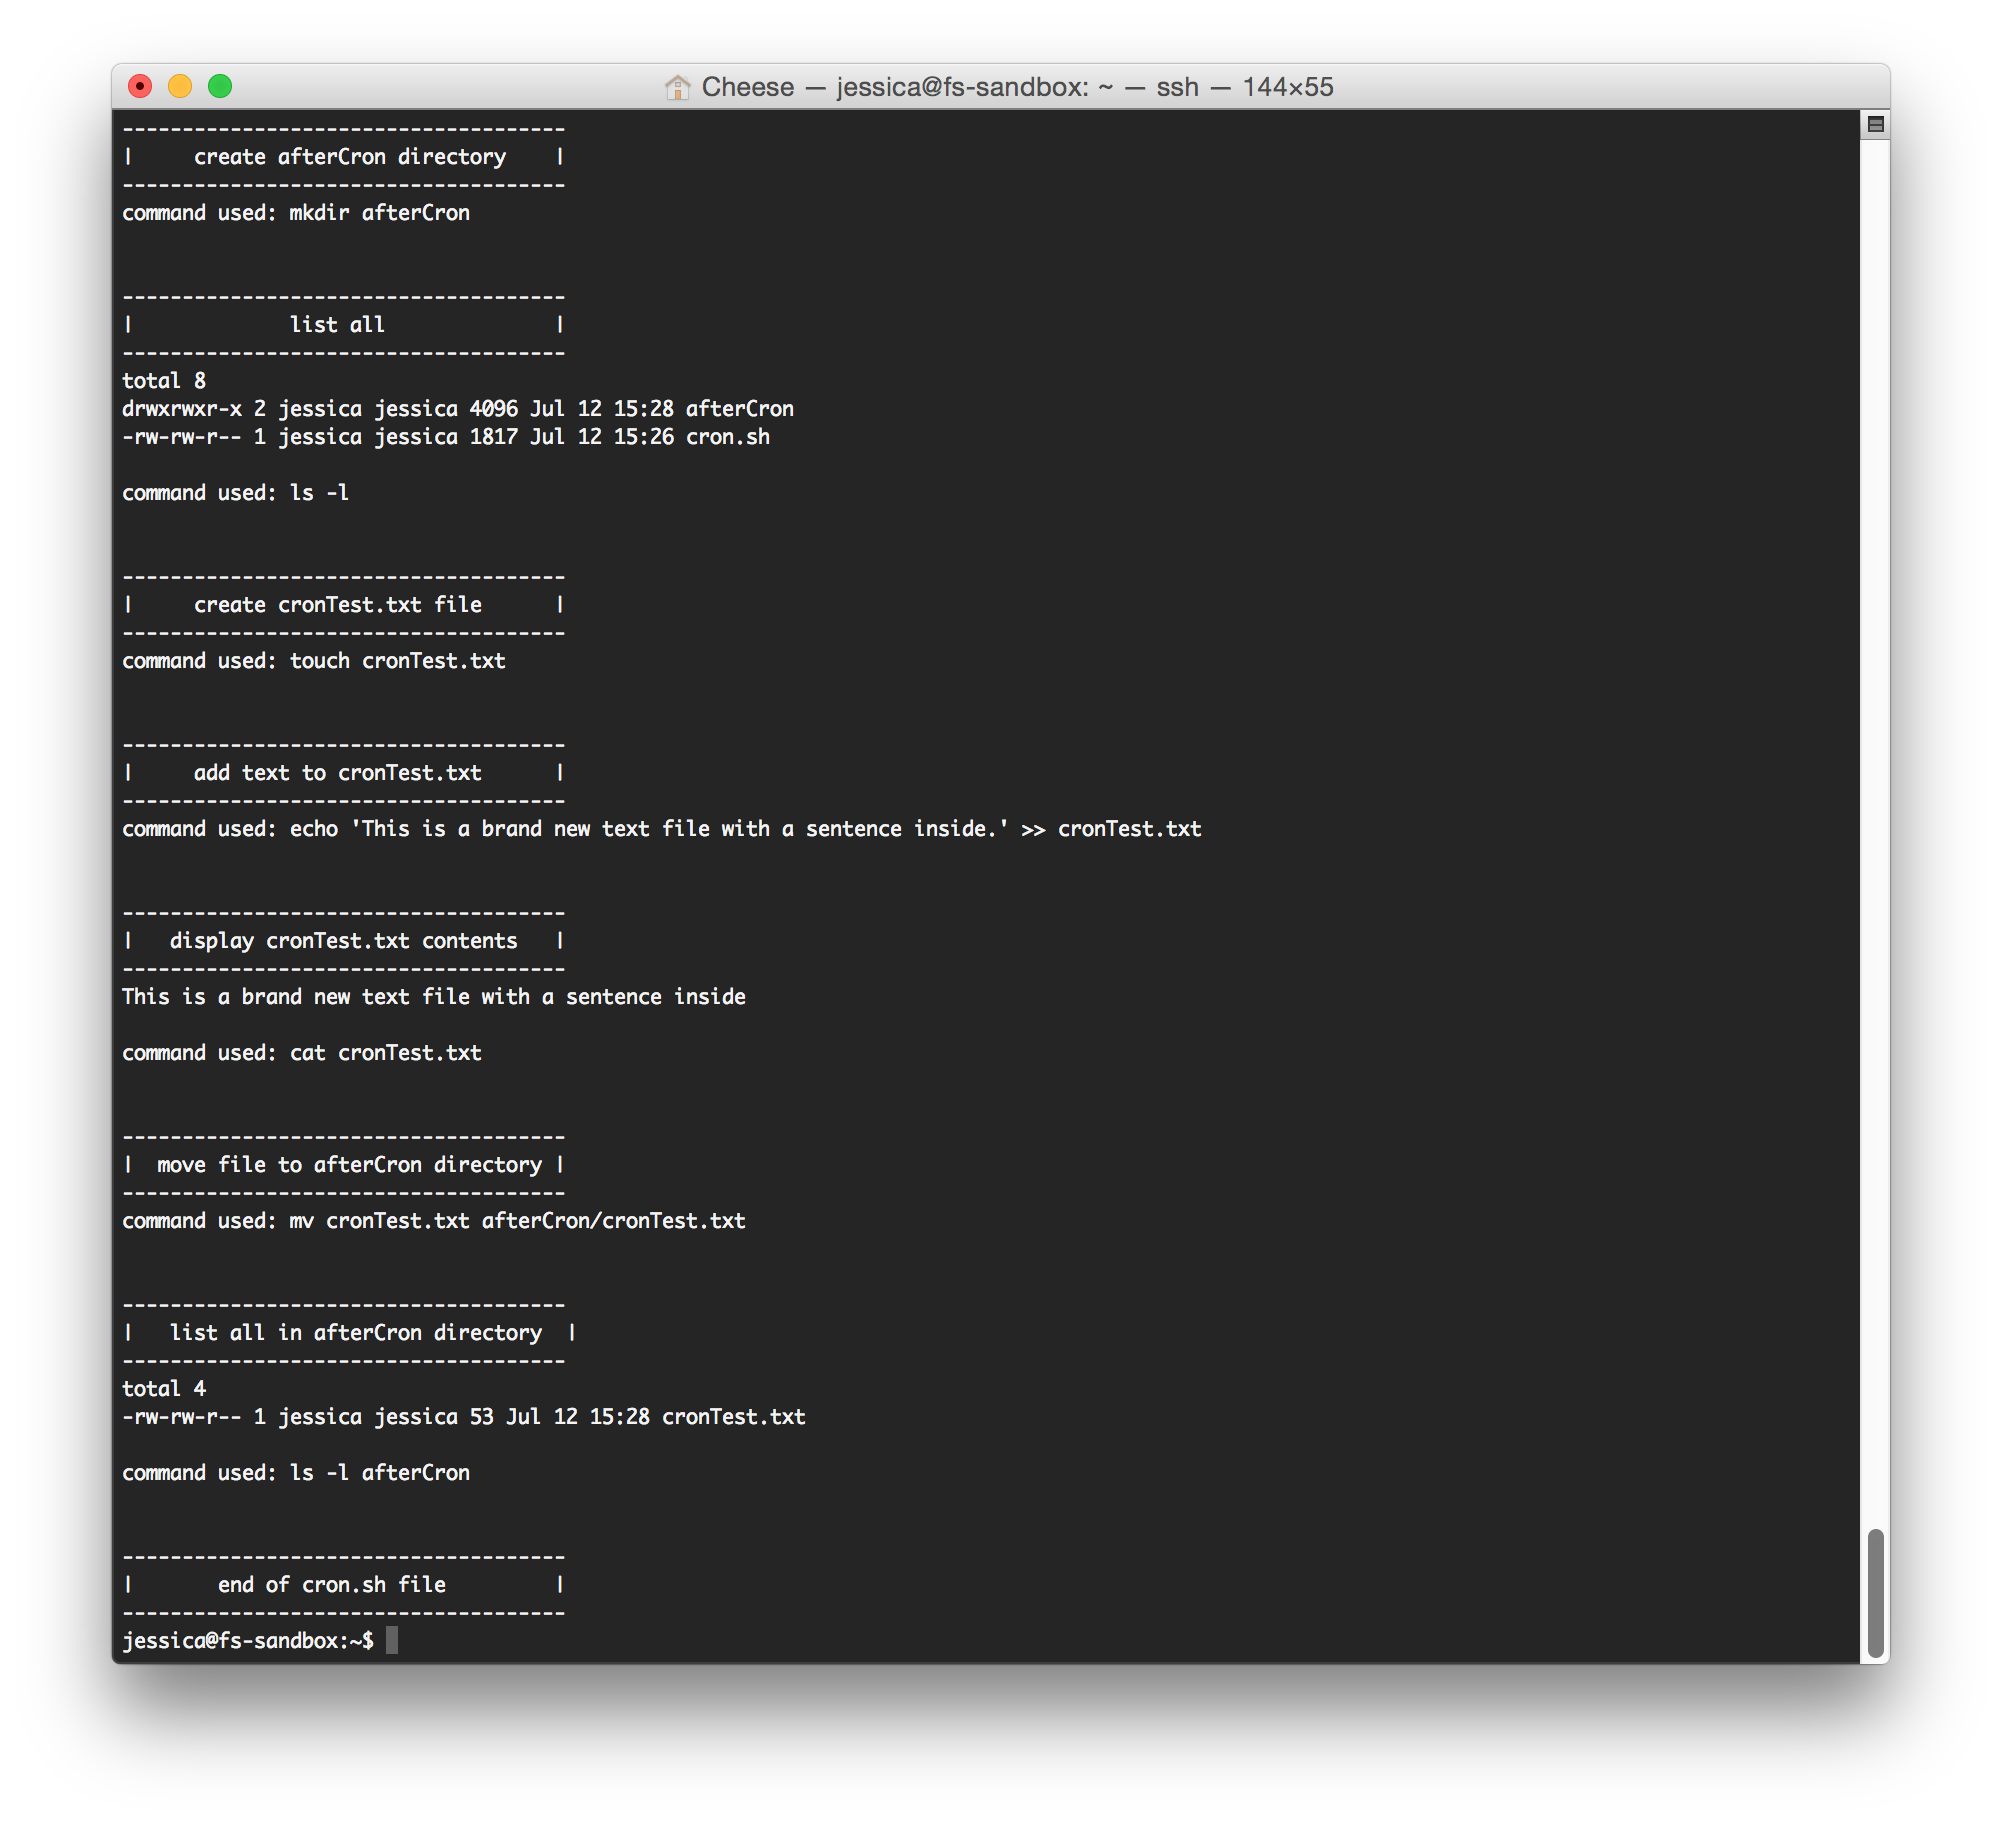 Cheese — jessica@fs-sandbox: ~ — ssh — 144×55
-------------------------------------
|     create afterCron directory    |
-------------------------------------
command used: mkdir afterCron
-------------------------------------
|             list all              |
-------------------------------------
total 8
drwxrwxr-x 2 jessica jessica 4096 Jul 12 15:28 afterCron
-rw-rw-r-- 1 jessica jessica 1817 Jul 12 15:26 cron.sh
command used: ls -l
-------------------------------------
|     create cronTest.txt file      |
-------------------------------------
command used: touch cronTest.txt
-------------------------------------
|     add text to cronTest.txt      |
-------------------------------------
command used: echo 'This is a brand new text file with a sentence inside.' >> cronTest.txt
-------------------------------------
|   display cronTest.txt contents   |
-------------------------------------
This is a brand new text file with a sentence inside
command used: cat cronTest.txt
-------------------------------------
|  move file to afterCron directory |
-------------------------------------
command used: mv cronTest.txt afterCron/cronTest.txt
-------------------------------------
|   list all in afterCron directory  |
-------------------------------------
total 4
-rw-rw-r-- 1 jessica jessica 53 Jul 12 15:28 cronTest.txt
command used: ls -l afterCron
-------------------------------------
|       end of cron.sh file         |
-------------------------------------
jessica@fs-sandbox:~$